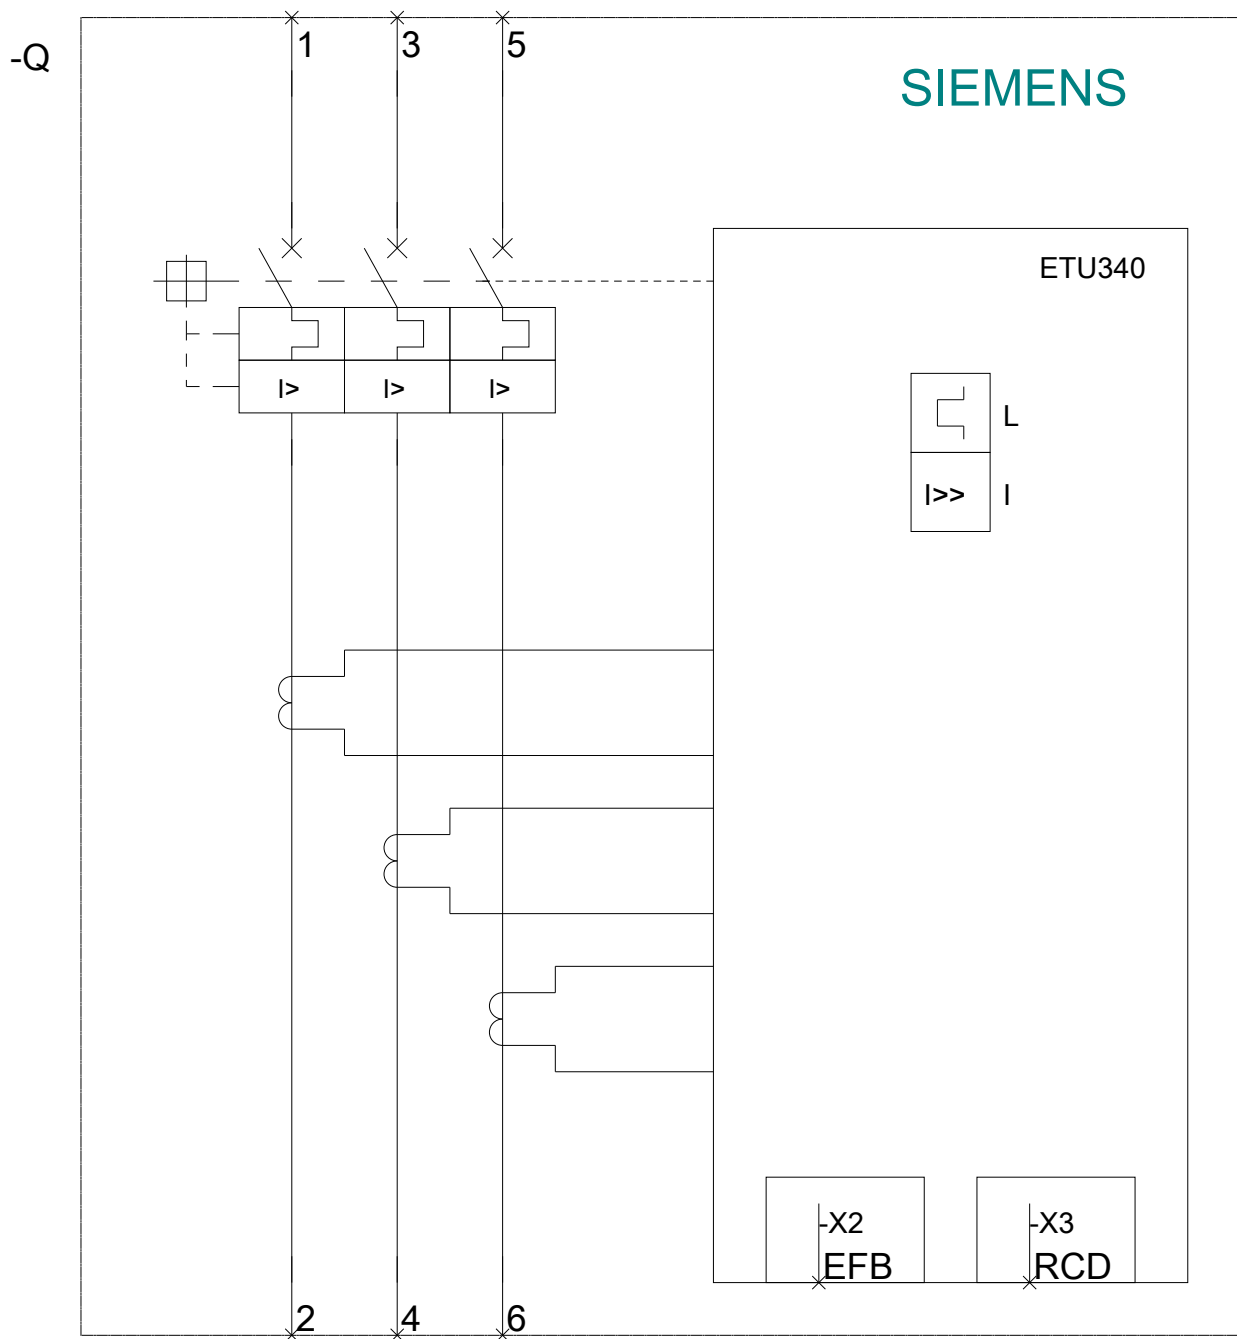 1 3 5
-Q
SIEMENS
ETU340
I> I> I>
L
I>> I
-X2 -X3
EFB RCD
2 4 6